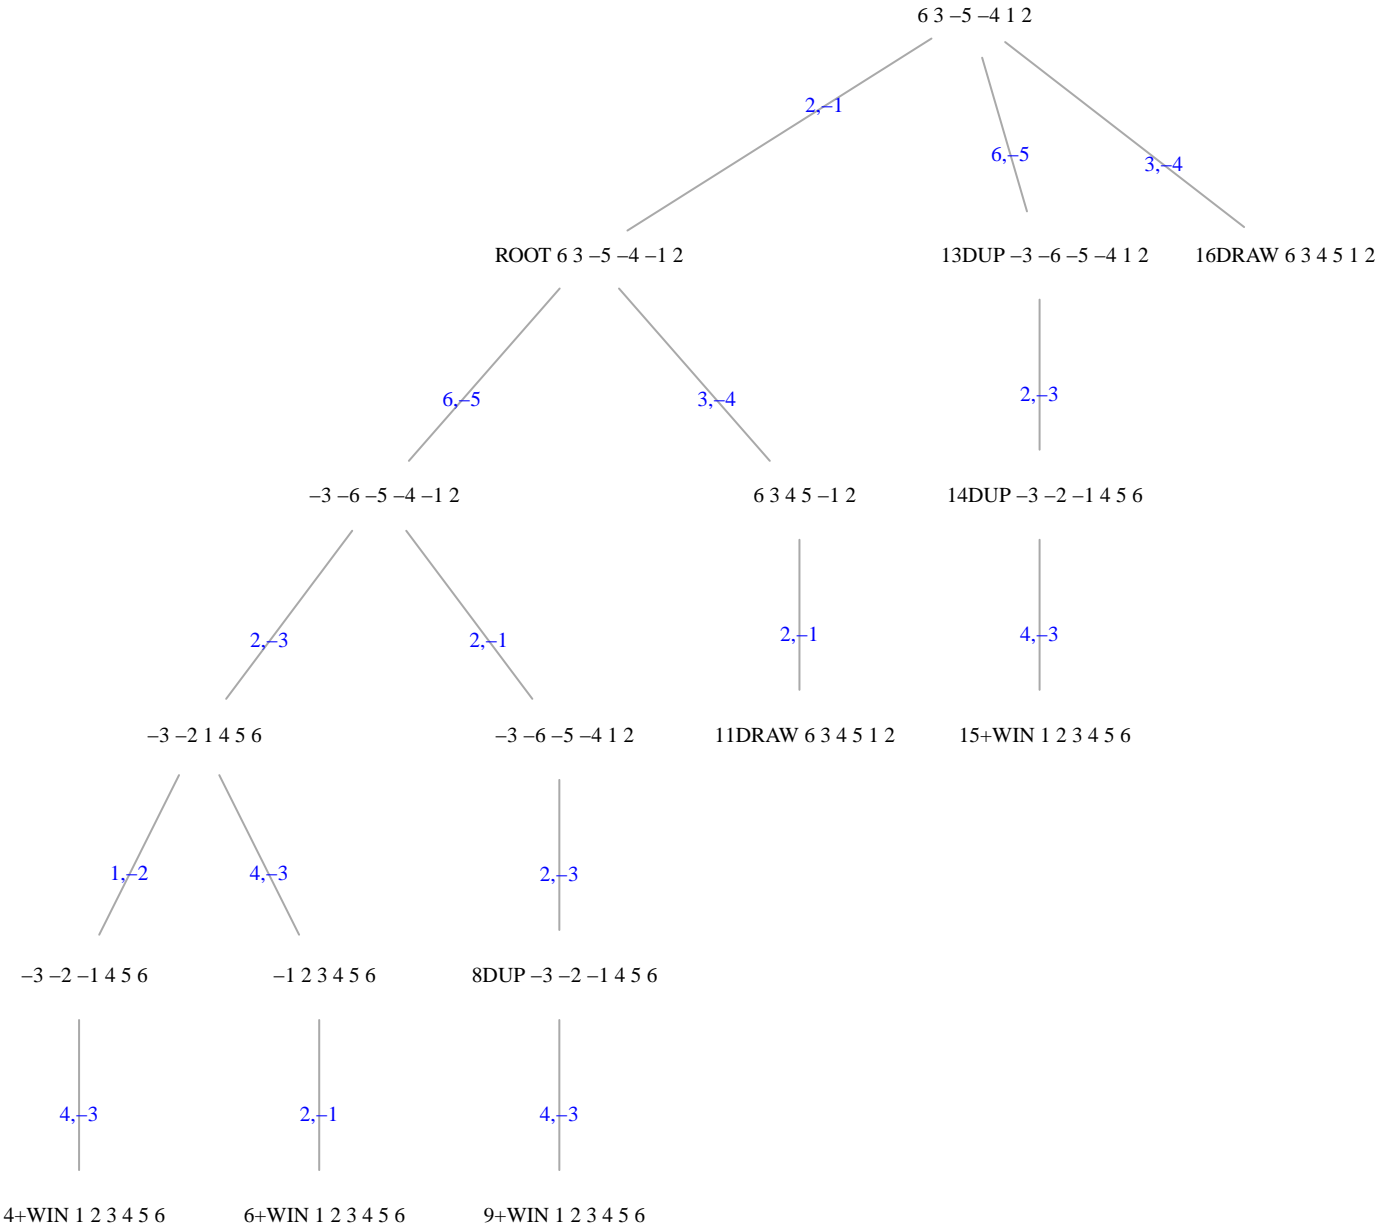 6 3 –5 –4 1 2
2,–1
6,–5
3,–4
ROOT 6 3 –5 –4 –1 2
13DUP –3 –6 –5 –4 1 2
16DRAW 6 3 4 5 1 2
6,–5
3,–4
2,–3
–3 –6 –5 –4 –1 2
6 3 4 5 –1 2
14DUP –3 –2 –1 4 5 6
2,–3
2,–1
2,–1
4,–3
–3 –2 1 4 5 6
–3 –6 –5 –4 1 2
11DRAW 6 3 4 5 1 2
15+WIN 1 2 3 4 5 6
1,–2
4,–3
2,–3
–3 –2 –1 4 5 6
–1 2 3 4 5 6
8DUP –3 –2 –1 4 5 6
4,–3
2,–1
4,–3
4+WIN 1 2 3 4 5 6
6+WIN 1 2 3 4 5 6
9+WIN 1 2 3 4 5 6